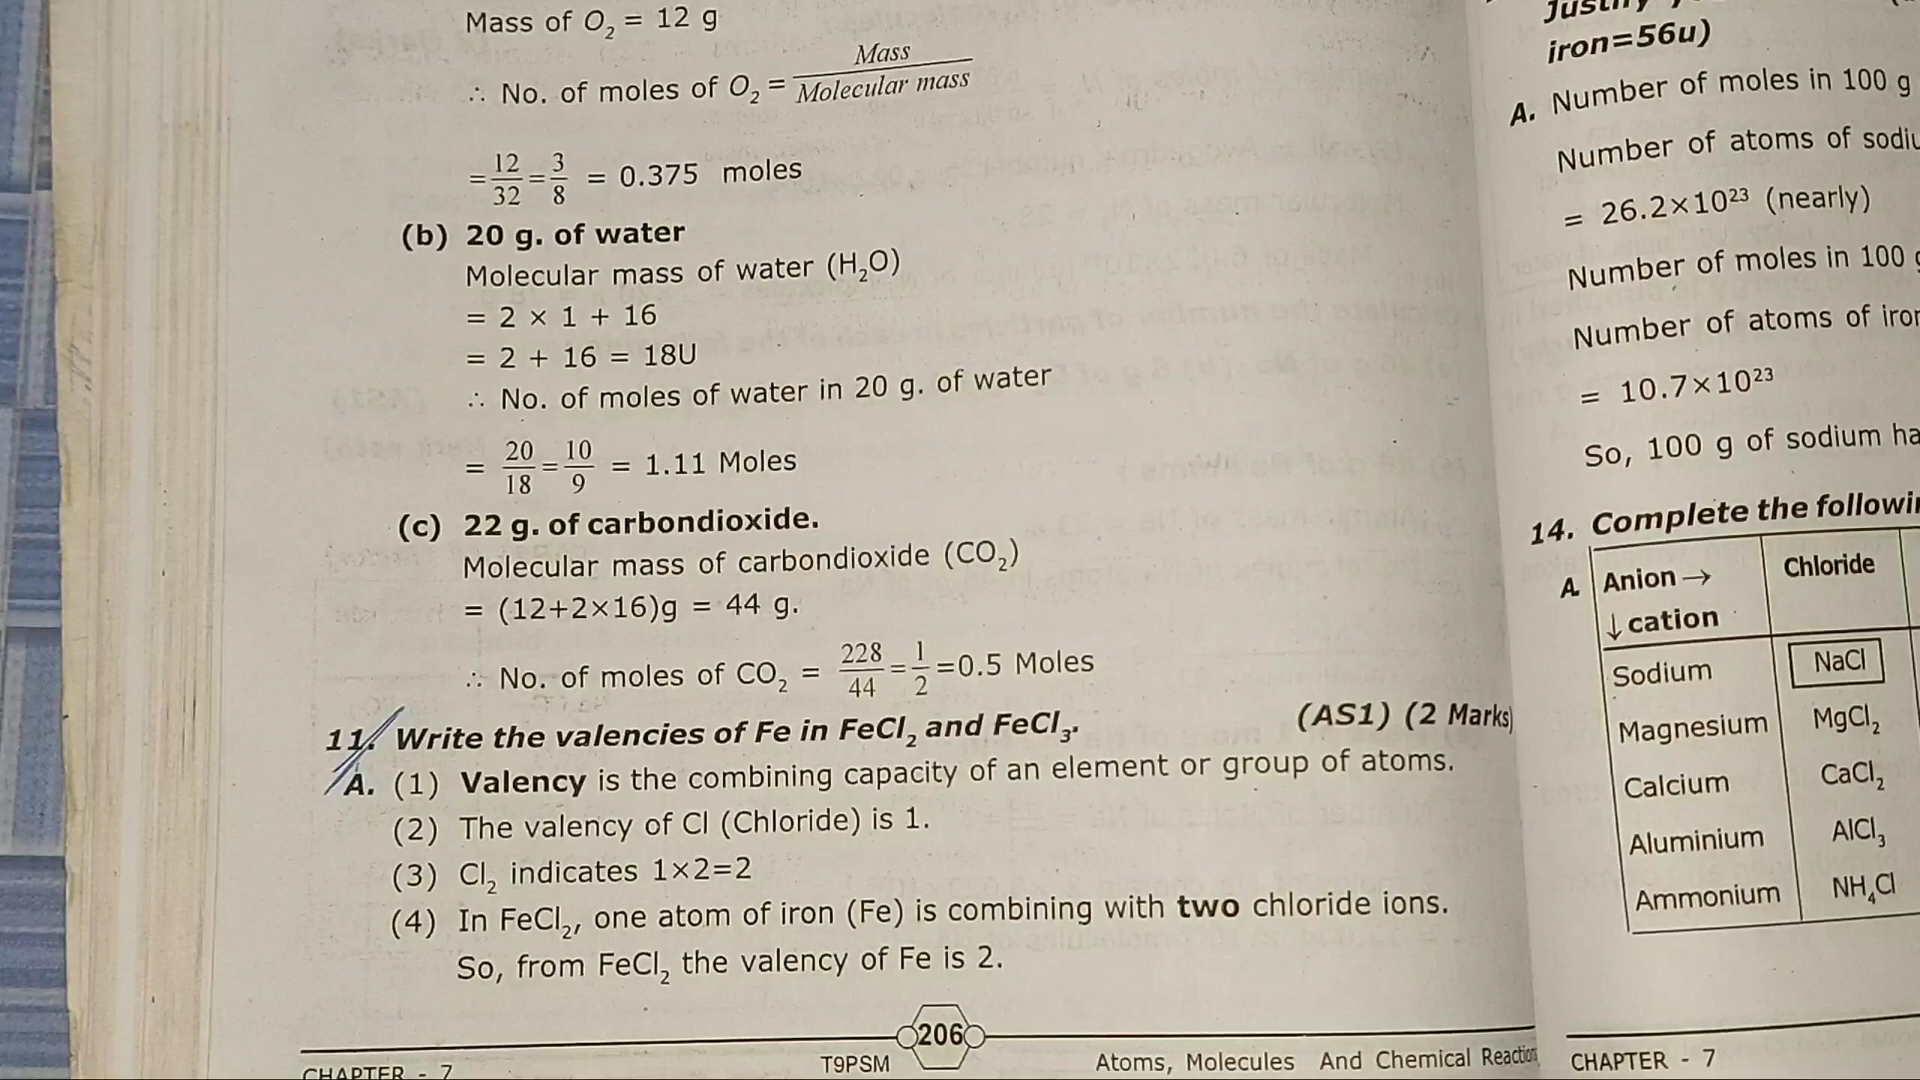 Mass of O₂ = 12 g
∴ No. of moles of O₂ = Mass / Molecular mass
= 12/32 = 3/8 = 0.375 moles
(b) 20 g. of water
Molecular mass of water (H₂O)
= 2 × 1 + 16
= 2 + 16 = 18U
∴ No. of moles of water in 20 g. of water
= 20/18 = 10/9 = 1.11 Moles
(c) 22 g. of carbondioxide.
Molecular mass of carbondioxide (CO₂)
= (12+2×16)g = 44 g.
∴ No. of moles of CO₂ = 228/44 = 1/2 =0.5 Moles
11. Write the valencies of Fe in FeCl₂ and FeCl₃. (AS1) (2 Marks)
A. (1) Valency is the combining capacity of an element or group of atoms.
(2) The valency of Cl (Chloride) is 1.
(3) Cl₂ indicates 1×2=2
(4) In FeCl₂, one atom of iron (Fe) is combining with two chloride ions.
So, from FeCl₂ the valency of Fe is 2.
206
CHAPTER - 7 T9PSM Atoms, Molecules And Chemical Reaction
iron=56u)
A. Number of moles in 100 g
Number of atoms of
= 26.2×10²³ (nearly)
Number of moles in 100
Number of atoms of
= 10.7×10²³
So, 100 g of sodium
14. Complete the
A. Anion → Chloride
↓ cation
Sodium NaCl
Magnesium MgCl₂
Calcium CaCl₂
Aluminium AlCl₃
Ammonium NH₄Cl
CHAPTER - 7